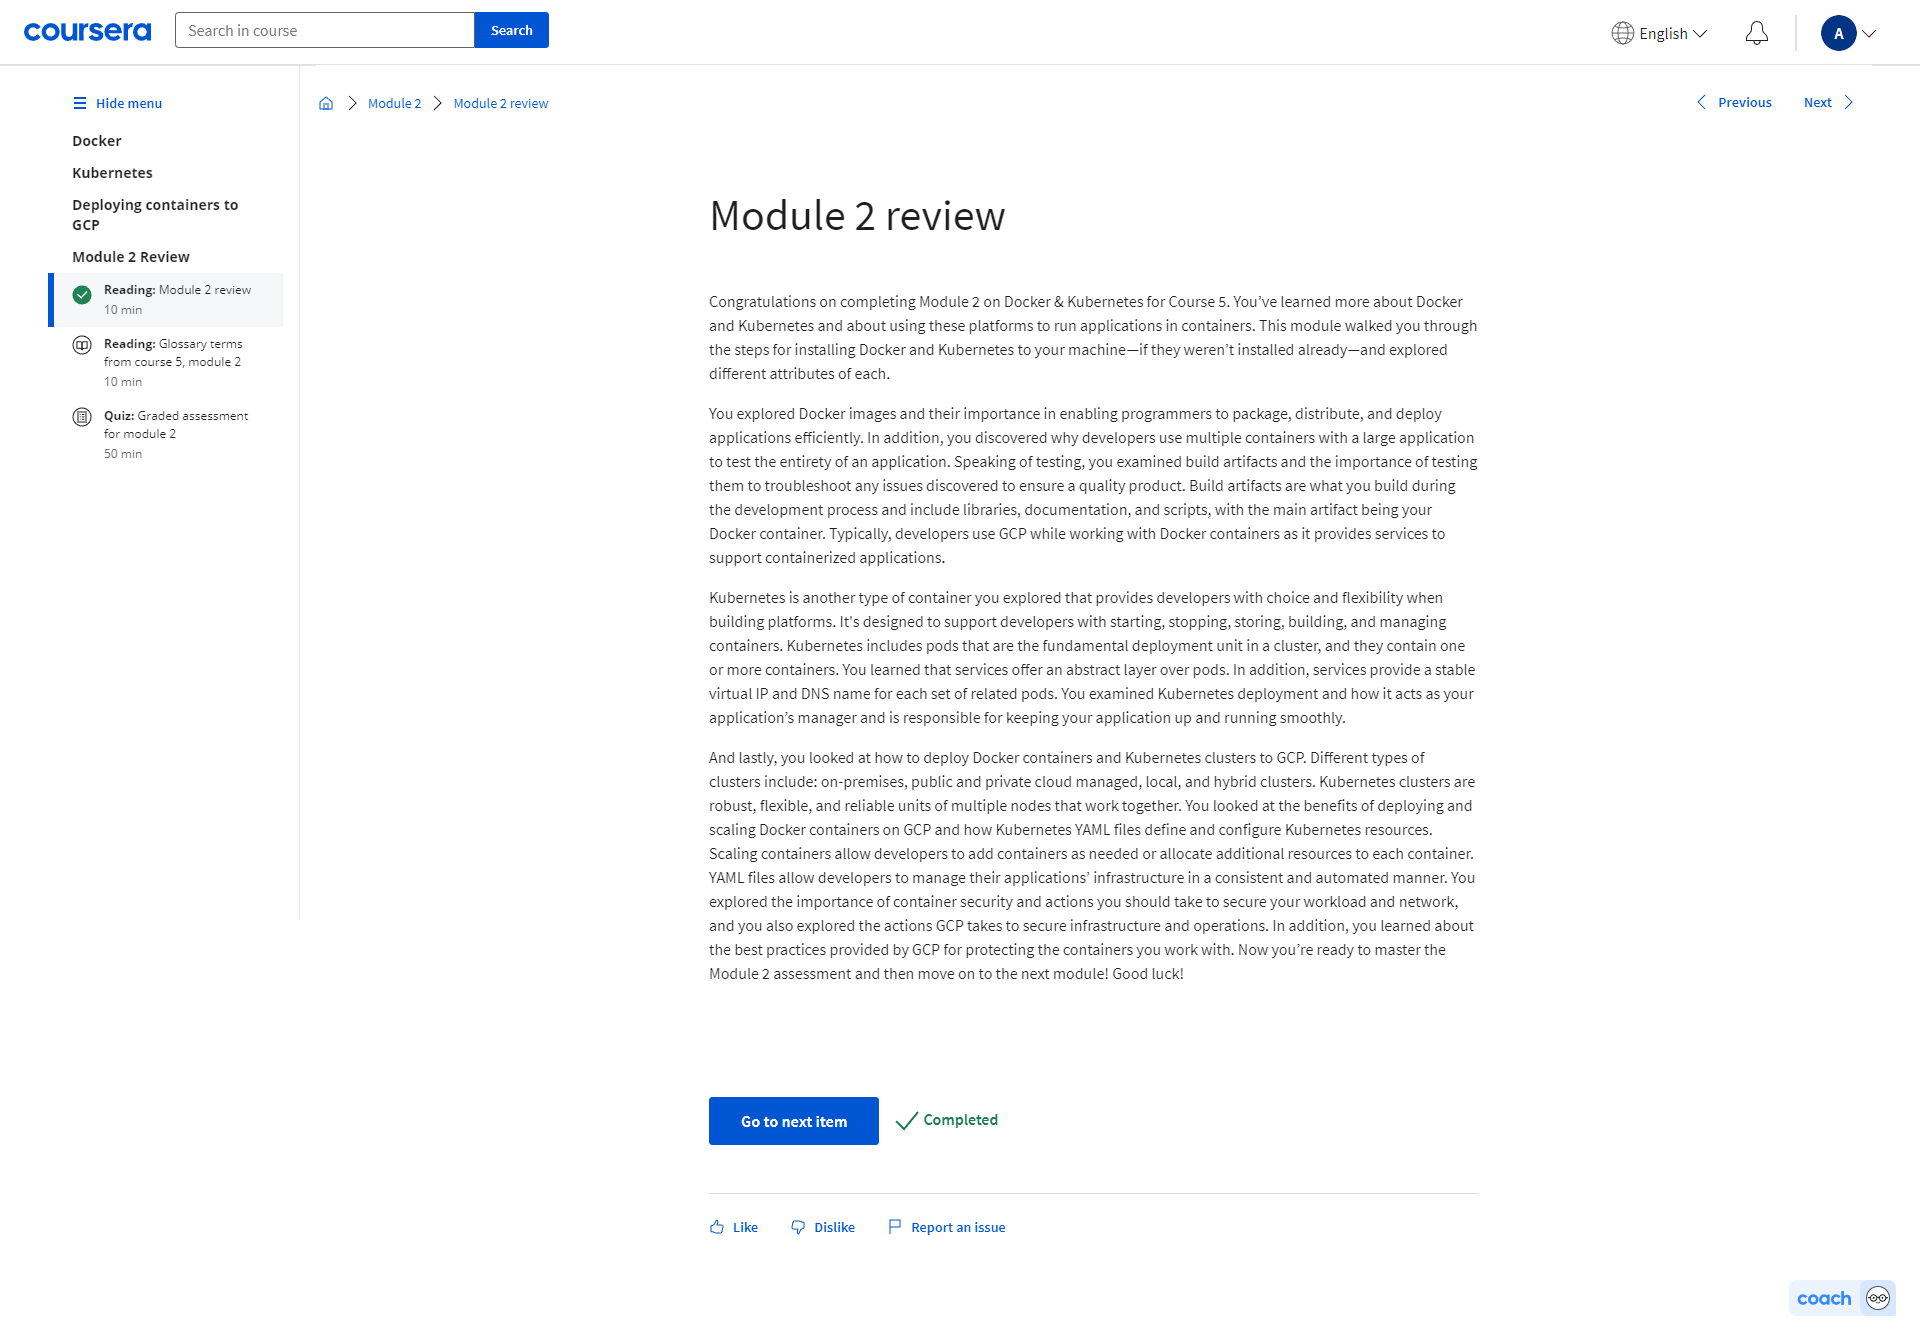 coursera
Search in course
Search
English
A
Hide menu
Docker
Kubernetes
Deploying containers to
GCP
Module 2 Review
Reading: Module 2 review
10 min
Reading: Glossary terms
from course 5, module 2
10 min
Quiz: Graded assessment
for module 2
50 min
Module 2
Module 2 review
Previous
Next
Module 2 review
Congratulations on completing Module 2 on Docker & Kubernetes for Course 5. You’ve learned more about Docker
and Kubernetes and about using these platforms to run applications in containers. This module walked you through
the steps for installing Docker and Kubernetes to your machine—if they weren’t installed already—and explored
different attributes of each.
You explored Docker images and their importance in enabling programmers to package, distribute, and deploy
applications efficiently. In addition, you discovered why developers use multiple containers with a large application
to test the entirety of an application. Speaking of testing, you examined build artifacts and the importance of testing
them to troubleshoot any issues discovered to ensure a quality product. Build artifacts are what you build during
the development process and include libraries, documentation, and scripts, with the main artifact being your
Docker container. Typically, developers use GCP while working with Docker containers as it provides services to
support containerized applications.
Kubernetes is another type of container you explored that provides developers with choice and flexibility when
building platforms. It's designed to support developers with starting, stopping, storing, building, and managing
containers. Kubernetes includes pods that are the fundamental deployment unit in a cluster, and they contain one
or more containers. You learned that services offer an abstract layer over pods. In addition, services provide a stable
virtual IP and DNS name for each set of related pods. You examined Kubernetes deployment and how it acts as your
application’s manager and is responsible for keeping your application up and running smoothly.
And lastly, you looked at how to deploy Docker containers and Kubernetes clusters to GCP. Different types of
clusters include: on-premises, public and private cloud managed, local, and hybrid clusters. Kubernetes clusters are
robust, flexible, and reliable units of multiple nodes that work together. You looked at the benefits of deploying and
scaling Docker containers on GCP and how Kubernetes YAML files define and configure Kubernetes resources.
Scaling containers allow developers to add containers as needed or allocate additional resources to each container.
YAML files allow developers to manage their applications’ infrastructure in a consistent and automated manner. You
explored the importance of container security and actions you should take to secure your workload and network,
and you also explored the actions GCP takes to secure infrastructure and operations. In addition, you learned about
the best practices provided by GCP for protecting the containers you work with. Now you’re ready to master the
Module 2 assessment and then move on to the next module! Good luck!
Go to next item
Completed
Like
Dislike
Report an issue
coach